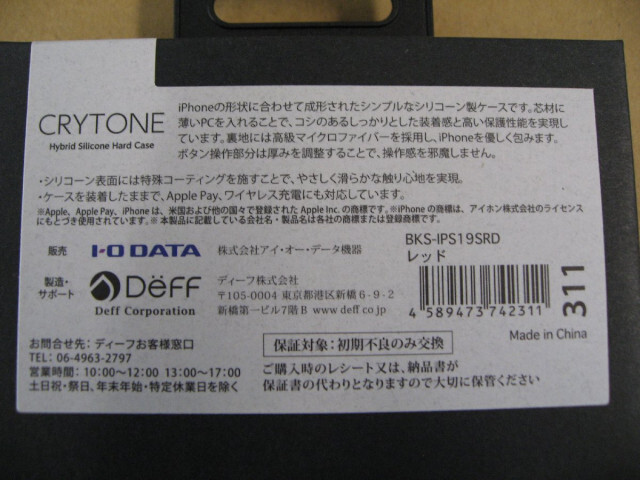 CRYTONE
Hybrid Silicone Hard Case
iPhoneの形状に合わせて成形されたシンプルなシリコーン製ケースです。芯材に
薄いPCを入れることで、コシのあるしっかりとした装着感と高い保護性能を実現し
ています。裏地には高級マイクロファイバーを採用し、iPhoneを優しく包みます。
ボタン操作部分は厚みを調整することで、操作感を邪魔しません。
・シリコーン表面には特殊コーティングを施すことで、やさしく滑らかな触り心地を実現。
・ケースを装着したままで、Apple Pay、ワイヤレス充電にも対応しています。
※Apple、Apple Pay、iPhone は、米国および他の国々で登録された Apple Inc. の商標です。※iPhone の商標は、アイホン株式会社のライセンス
にもとづき使用されています。※本製品に記載している会社名・製品名は各社の商標または登録商標です。
販売 I-O DATA 株式会社アイ・オー・データ機器
製造・
サポート
DëFF
Deff Corporation
ディーフ株式会社
〒105-0004 東京都港区新橋 6-9-2
新橋第一ビル7階B www.deff.co.jp
BKS-IPS19SRD
レッド
4 589473 742311
311
Made in China
お問合せ先：ディーフお客様窓口
TEL： 06-4963-2797
営業時間：10:00～12:00 13:00～17:00
土日祝・祭日、年末年始・特定休業日を除く
保証対象：初期不良のみ交換
ご購入時のレシート又は、納品書が
保証書の代わりとなりますので大切に保管ください